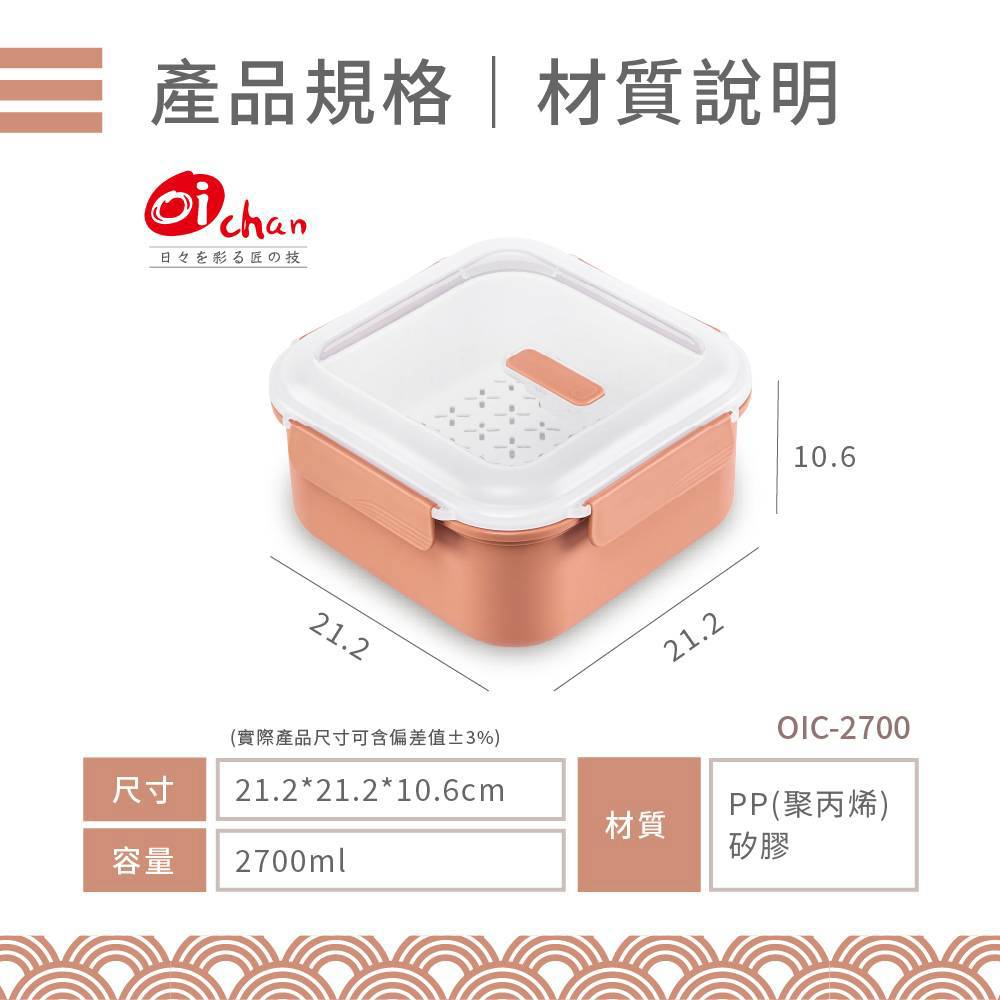 產品規格｜材質說明
Oichan
日々を彩る匠の技
10.6
21.2
21.2
OIC-2700
(實際產品尺寸可含偏差值±3%)
尺寸
21.2*21.2*10.6cm
容量
2700ml
材質
PP(聚丙烯)
矽膠